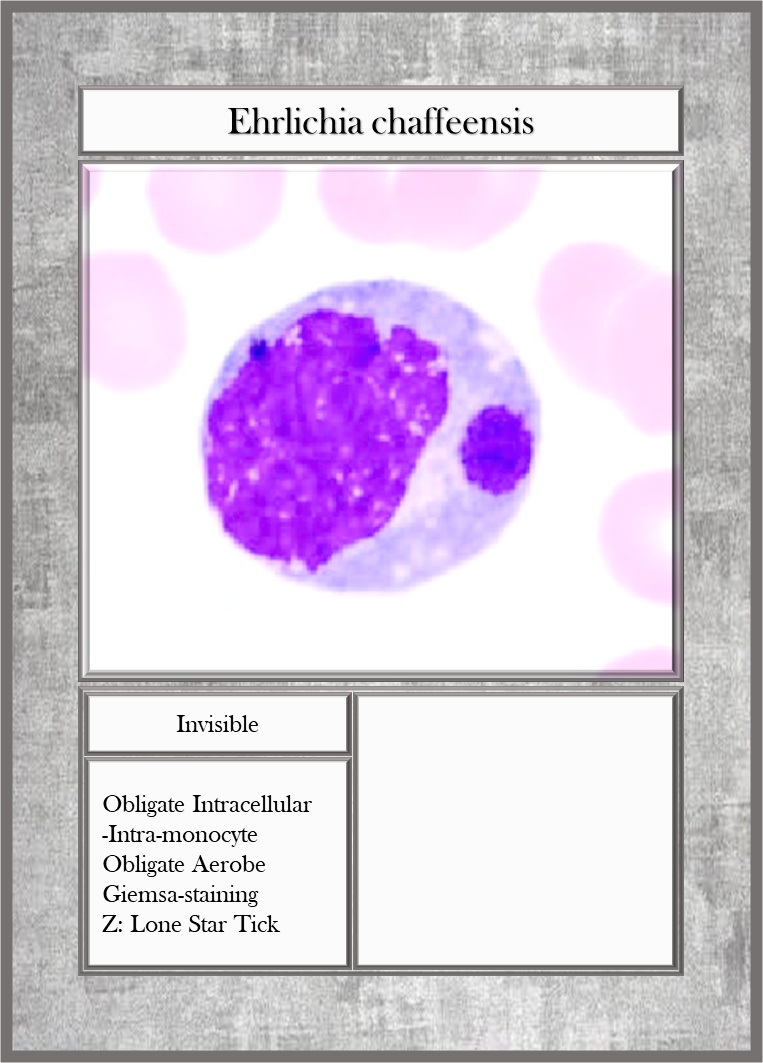 Ehrlichia chaffeensis
Invisible
Obligate Intracellular
-Intra-monocyte
Obligate Aerobe
Giemsa-staining
Z: Lone Star Tick